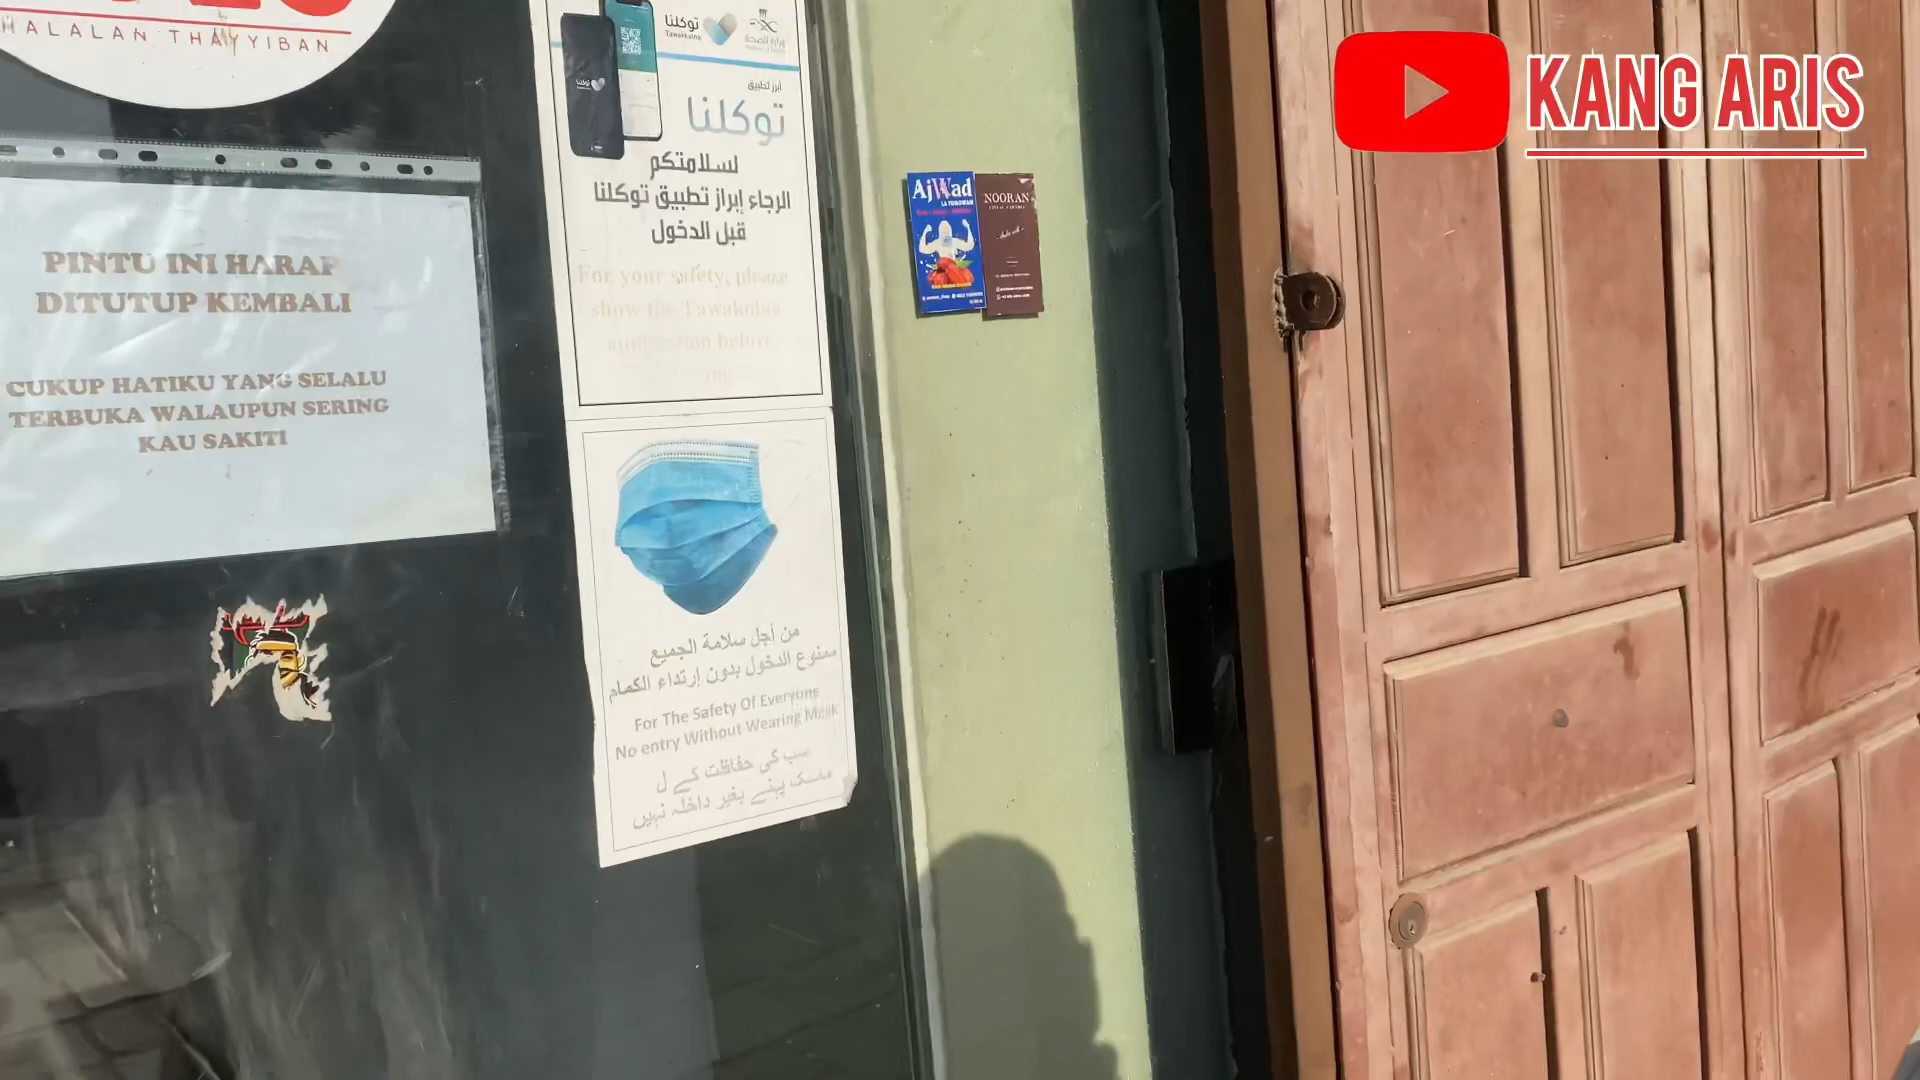 HALALAN THAYYIBAN
PINTU INI HARAP
DITUTUP KEMBALI
CUKUP HATIKU YANG SELALU
TERBUKA WALAUPUN SERING
KAU SAKITI
توكلنا
Tawakkalna
وزارة الصحة
أبرز تطبيق
توكلنا
لسلامتكم
الرجاء إبراز تطبيق توكلنا
قبل الدخول
For your safety, please
show the Tawakolna
application before
من أجل سلامة الجميع
ممنوع الدخول بدون إرتداء الكمام
For The Safety Of Everyone
No entry Without Wearing Mask
سب کی حفاظت کے ل
ماسک پہنے بغیر داخلہ نہیں
AjWad
NOORAN
KANG ARIS